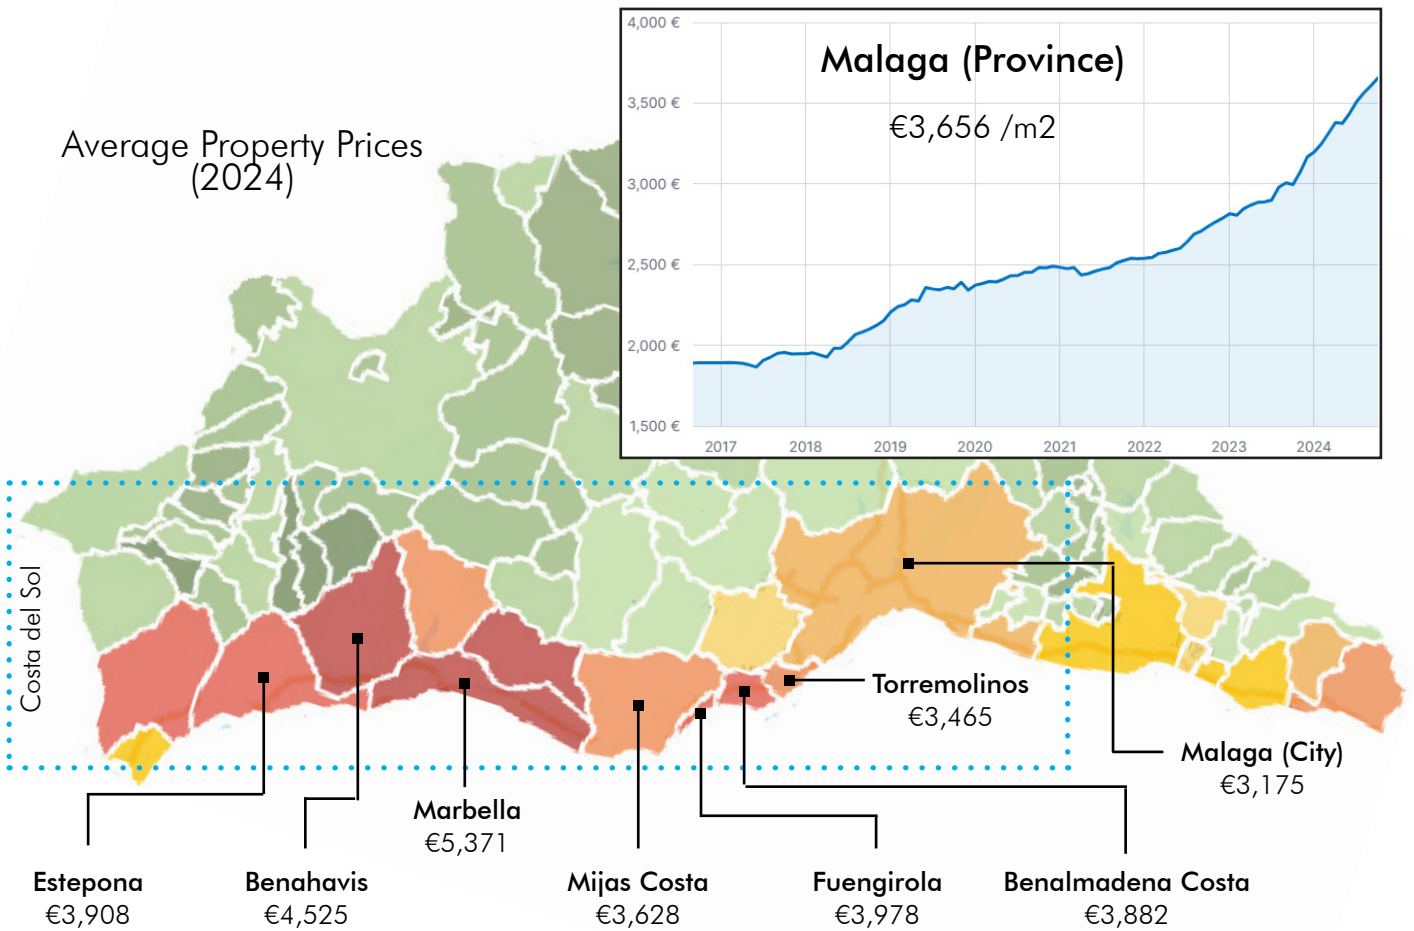 Average Property Prices
(2024)
Malaga (Province)
€3,656 /m2
4,000 €
3,500 €
3,000 €
2,500 €
2,000 €
1,500 €
2017
2018
2019
2020
2021
2022
2023
2024
Costa del Sol
Torremolinos
€3,465
Malaga (City)
€3,175
Marbella
€5,371
Estepona
€3,908
Benahavis
€4,525
Mijas Costa
€3,628
Fuengirola
€3,978
Benalmadena Costa
€3,882